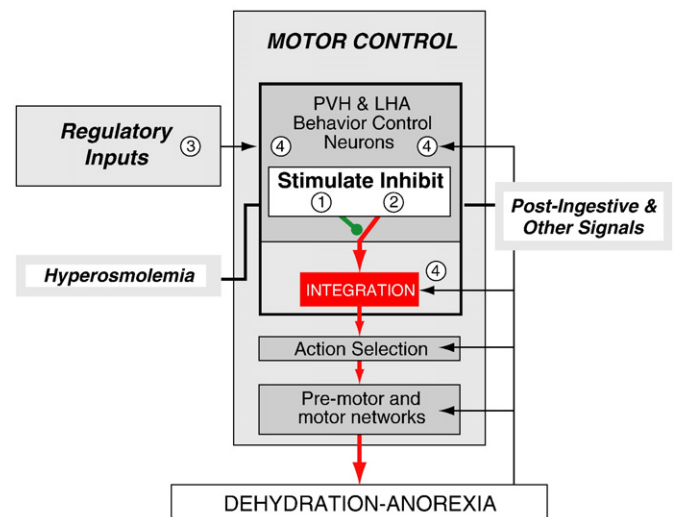 MOTOR CONTROL
PVH & LHA
Behavior Control
Neurons
④ ④
Regulatory
Inputs ③
Stimulate Inhibit
① ②
Post-Ingestive &
Other Signals
Hyperosmolemia
④
INTEGRATION
Action Selection
Pre-motor and
motor networks
DEHYDRATION-ANOREXIA